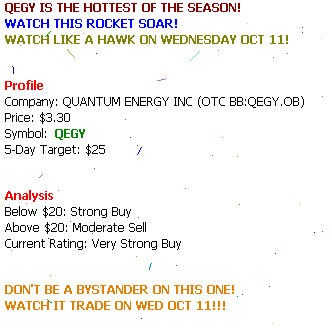 QEGY IS THE HOTTEST OF THE SEASON!
WATCH THIS ROCKET SOAR!
WATCH LIKE A HAWK ON WEDNESDAY OCT 11!
Profile
Company: QUANTUM ENERGY INC (OTC BB:QEGY.OB)
Price: $3.30
Symbol: QEGY
5-Day Target: $25
Analysis
Below $20: Strong Buy
Above $20: Moderate Sell
Current Rating: Very Strong Buy
DON'T BE A BYSTANDER ON THIS ONE!
WATCH IT TRADE ON WED OCT 11!!!